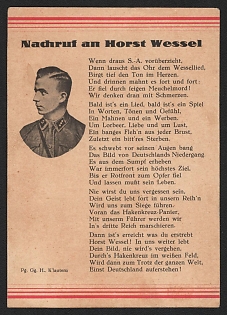 Nachruf an Horst Wessel
Wenn draus S.-A. vorüberzieht,
Dann lauscht das Ohr dem Wessellied,
Birgt tief den Ton im Herzen.
Und drinnen mahnt es fort und fort:
Er fiel durch feigen Meuchelmord!
Wir denken dran mit Schmerzen.
Bald ist's ein Lied, bald ist's ein Spiel
In Worten, Tönen und Gefühl,
Ein Mahnen und ein Werben.
Um Lorbeer, Liebe und um Lust,
Ein banges Fleh'n aus jeder Brust,
Zuletzt ein bitt'res Sterben.
Es schwebt vor seinen Augen bang
Das Bild von Deutschlands Niedergang
Es aus dem Sumpf erheben
War immerfort sein höchstes Ziel,
Bis er Rotfront zum Opfer fiel
Und lassen mußt sein Leben.
Nie wirst du uns vergessen sein,
Dein Geist lebt fort in unsern Reih'n
Wird uns zum Siege führen.
Voran das Hakenkreuz-Panier,
Mit unserm Führer werden wir
In's dritte Reich marschieren.
Dann ist's erreicht was du erstrebt
Horst Wessel! In uns weiter lebt
Dein Bild, nie wird's vergehen.
Durch's Hakenkreuz im weißen Feld,
Wird dann zum Trotz der ganzen Welt,
Einst Deutschland auferstehen!
Pg. Gg. H.